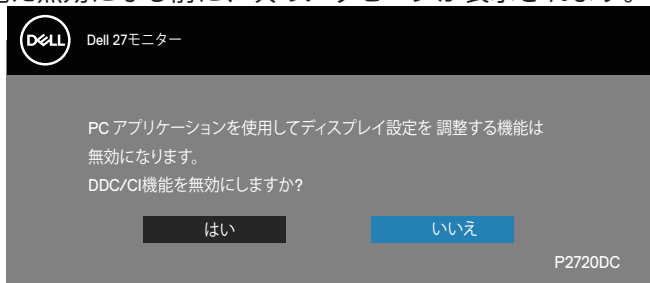 DELL
Dell 27モニター
PC アプリケーションを使用してディスプレイ設定を 調整する機能は
無効になります。
DDC/CI機能を無効にしますか?
はい
いいえ
P2720DC